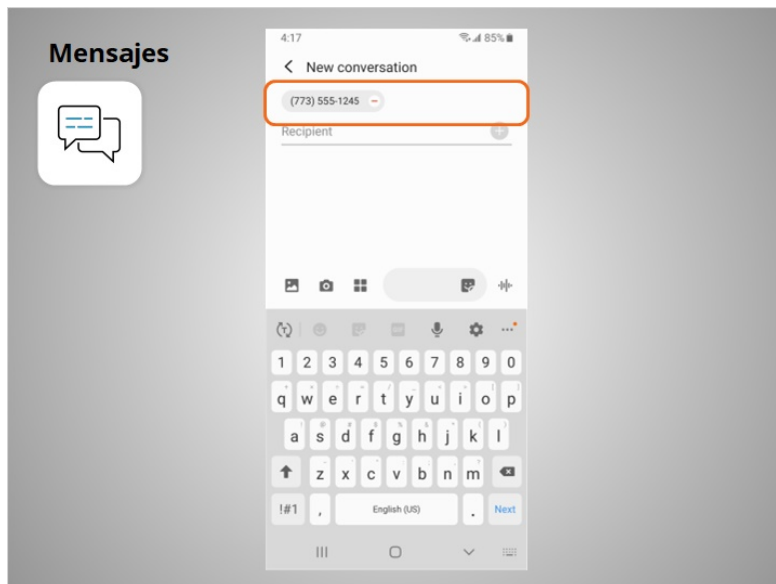 Mensajes
4:17 85%
New conversation
(773) 555-1245
Recipient
1 2 3 4 5 6 7 8 9 0
q w e r t y u i o p
a s d f g h j k l
z x c v b n m
!#1 , English (US) . Next